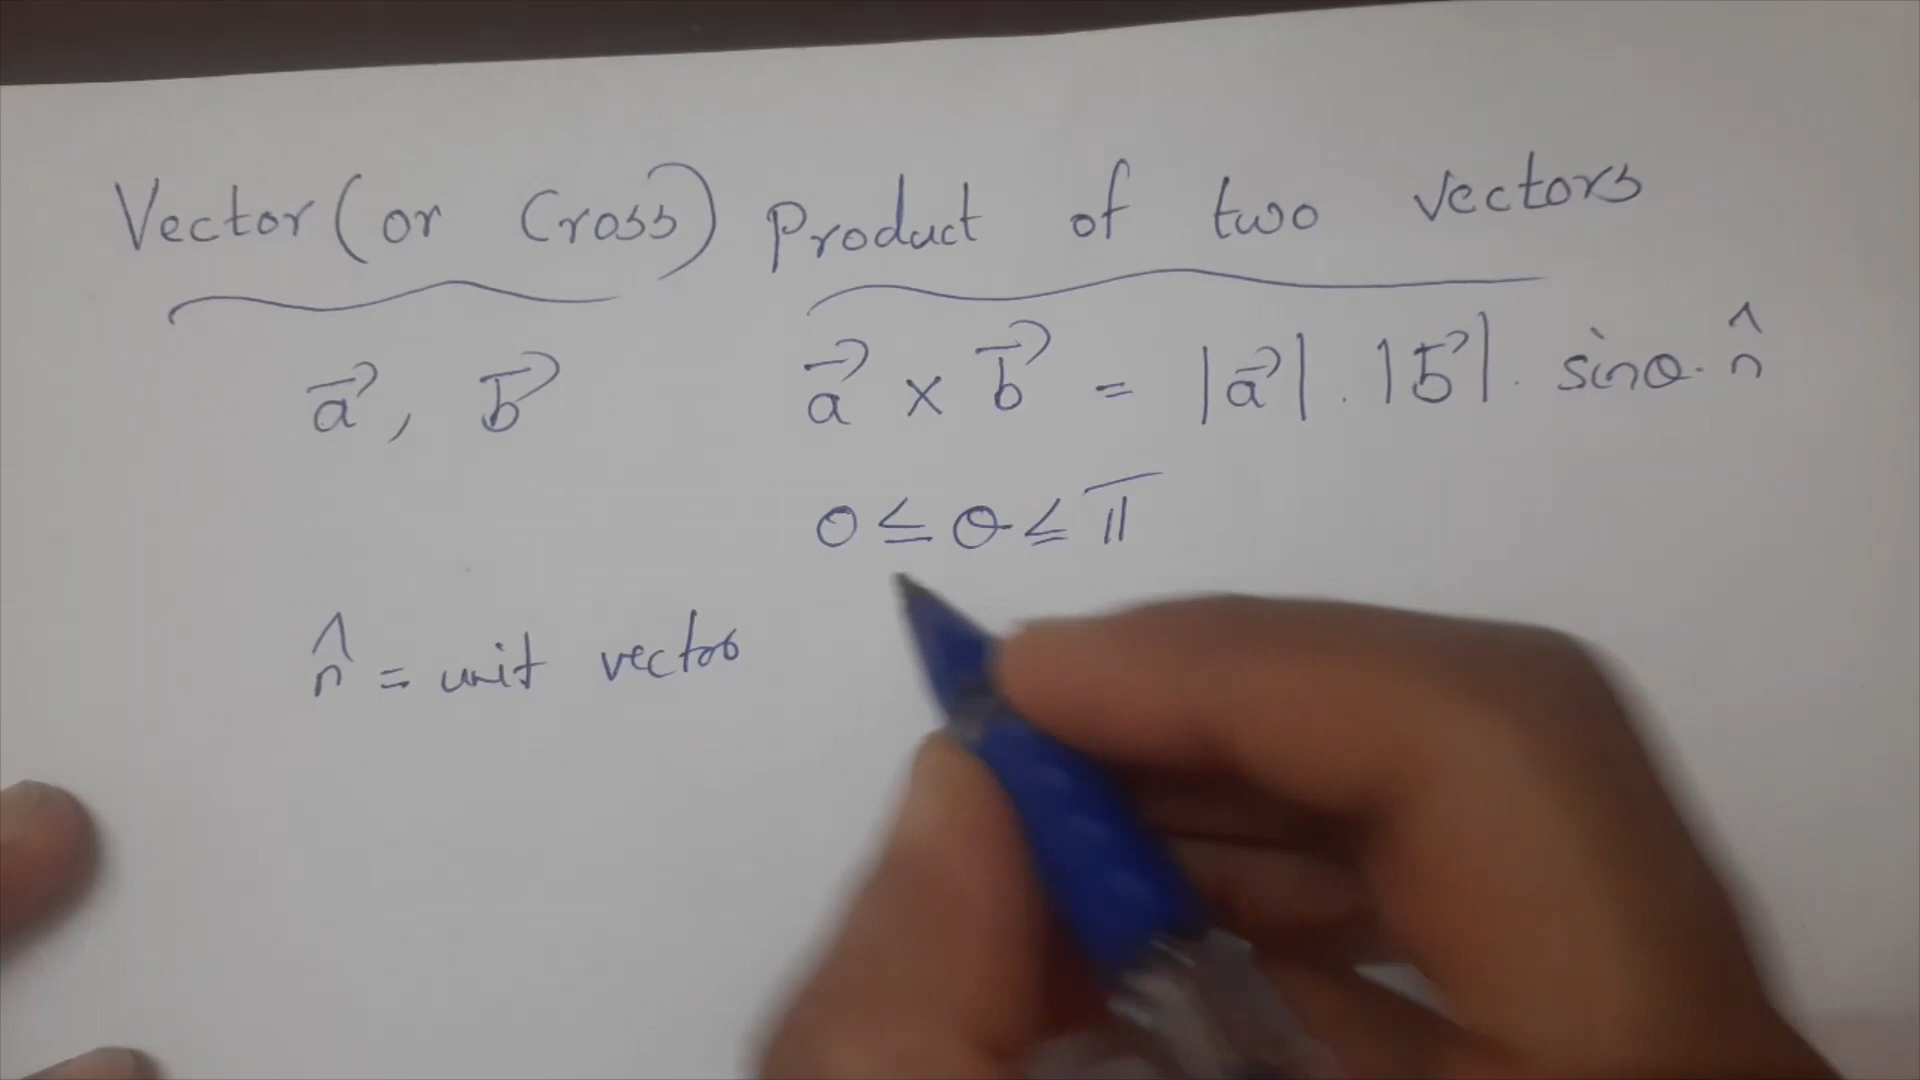 Vector (or Cross) Product of two vectors
a⃗ , b⃗ a⃗ × b⃗ = |a⃗| . |b⃗| . sinθ . n̂
0 ≤ θ ≤ π
n̂ = unit vector